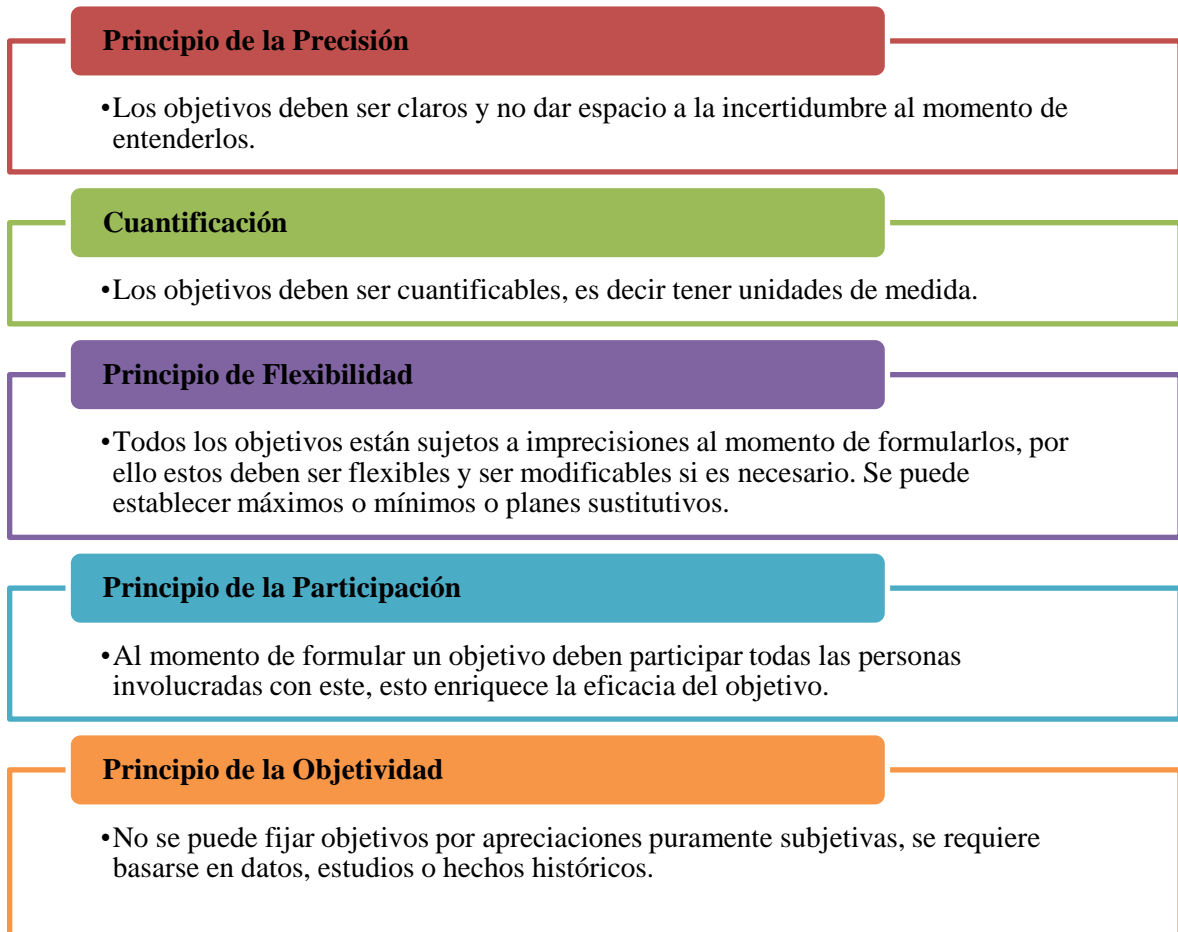 Principio de la Precisión
•Los objetivos deben ser claros y no dar espacio a la incertidumbre al momento de
entenderlos.
Cuantificación
•Los objetivos deben ser cuantificables, es decir tener unidades de medida.
Principio de Flexibilidad
•Todos los objetivos están sujetos a imprecisiones al momento de formularlos, por
ello estos deben ser flexibles y ser modificables si es necesario. Se puede
establecer máximos o mínimos o planes sustitutivos.
Principio de la Participación
•Al momento de formular un objetivo deben participar todas las personas
involucradas con este, esto enriquece la eficacia del objetivo.
Principio de la Objetividad
•No se puede fijar objetivos por apreciaciones puramente subjetivas, se requiere
basarse en datos, estudios o hechos históricos.